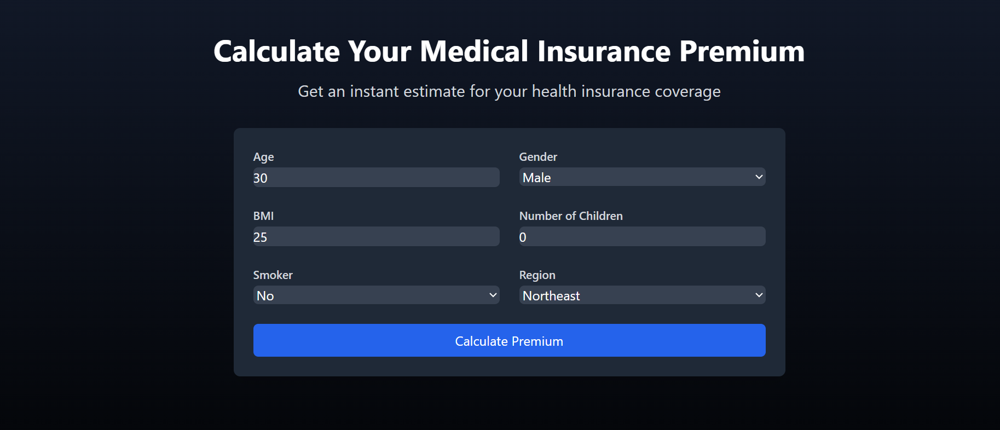 Calculate Your Medical Insurance Premium
Get an instant estimate for your health insurance coverage
Age
30
Gender
Male
BMI
25
Number of Children
0
Smoker
No
Region
Northeast
Calculate Premium